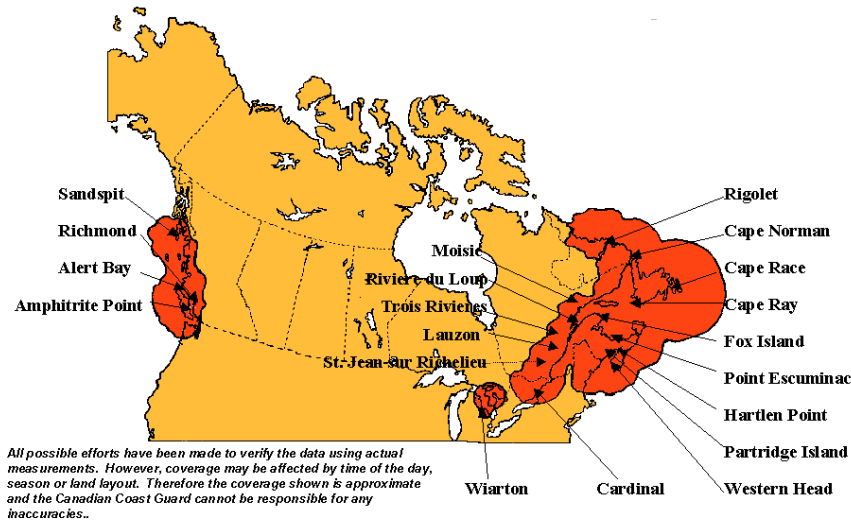 Sandspit
Richmond
Alert Bay
Amphitrite Point
Moisie
Riviere du Loup
Trois Rivieres
Lauzon
St. Jean-sur Richelieu
Rigolet
Cape Norman
Cape Race
Cape Ray
Fox Island
Point Escuminac
Hartlen Point
Partridge Island
Western Head
Wiarton
Cardinal
All possible efforts have been made to verify the data using actual
measurements. However, coverage may be affected by time of the day,
season or land layout. Therefore the coverage shown is approximate
and the Canadian Coast Guard cannot be responsible for any
inaccuracies..